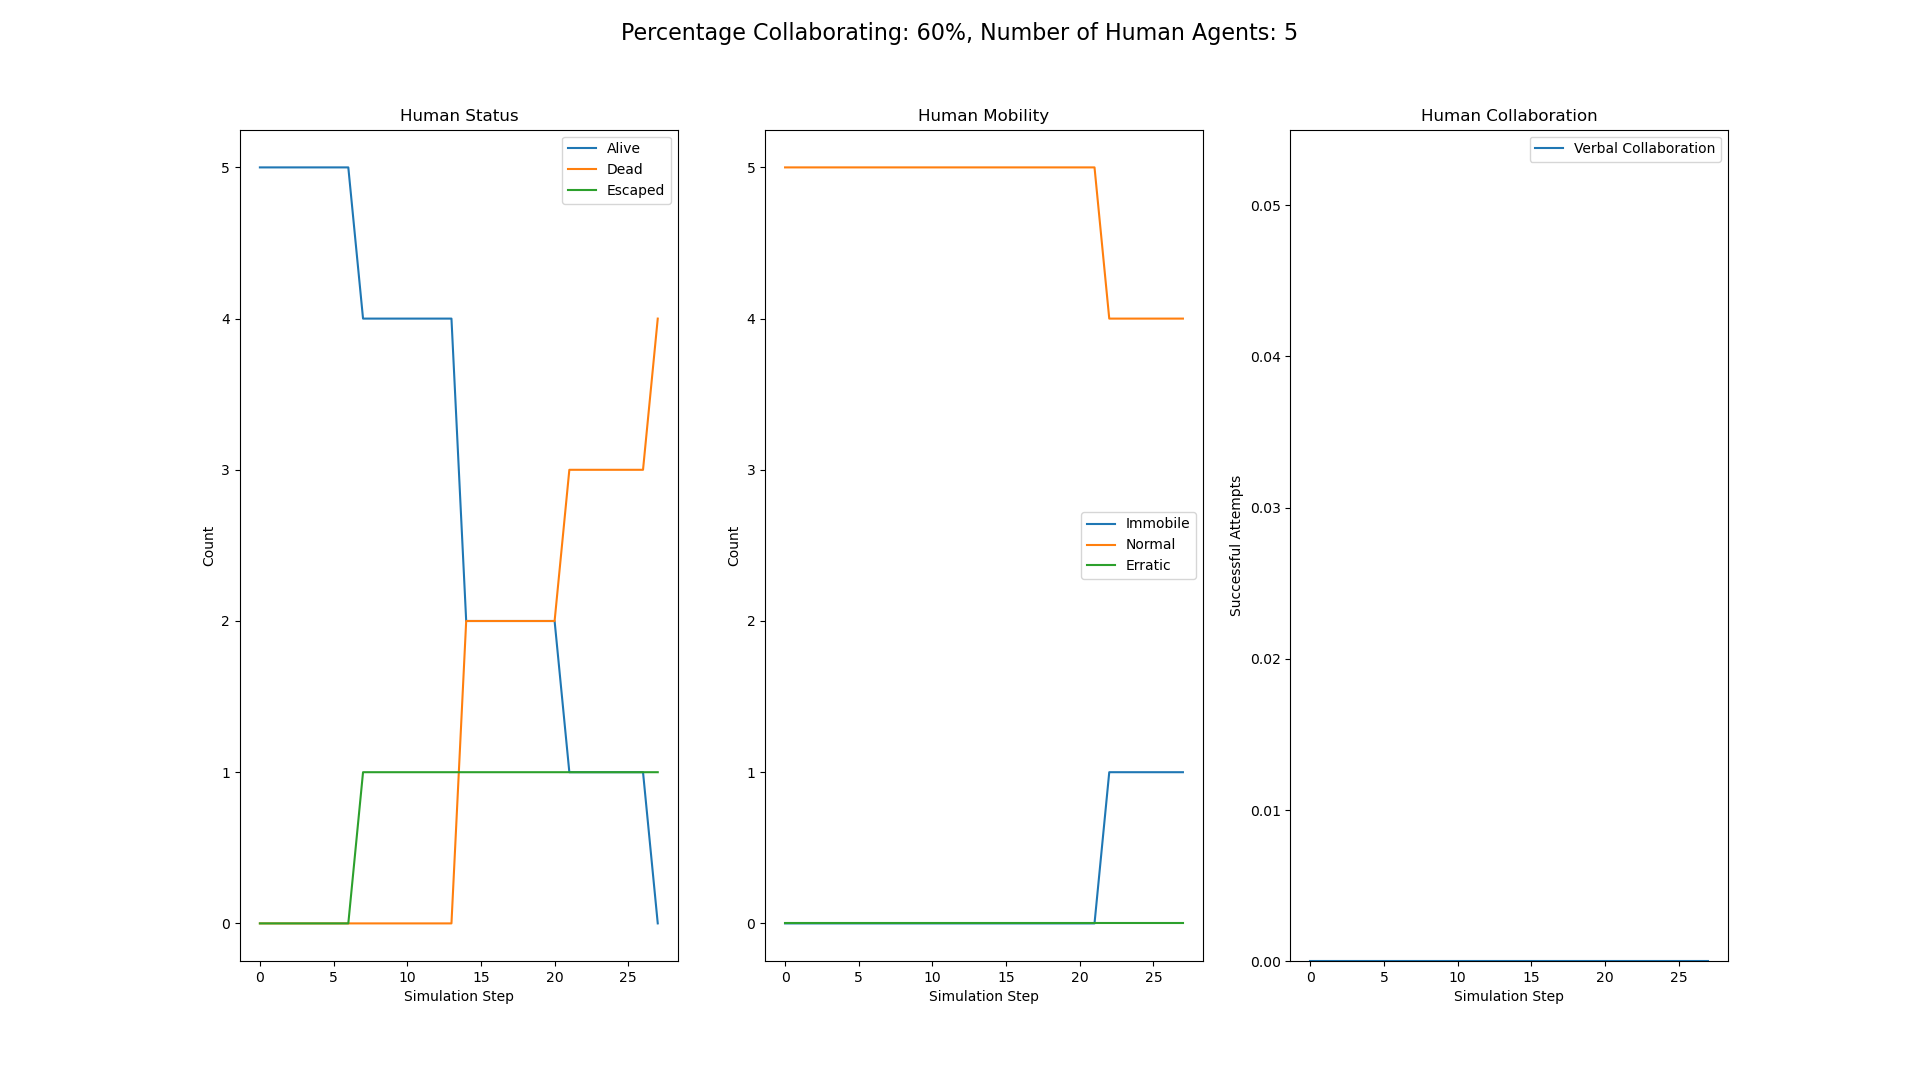 Percentage Collaborating: 60%, Number of Human Agents: 5
Human Status
Alive
Dead
Escaped
5
4
3
2
1
0
Count
0 5 10 15 20 25
Simulation Step
Human Mobility
5
4
3
2
1
0
Count
Immobile
Normal
Erratic
0 5 10 15 20 25
Simulation Step
Human Collaboration
Verbal Collaboration
0.05
0.04
0.03
0.02
0.01
0.00
Successful Attempts
0 5 10 15 20 25
Simulation Step